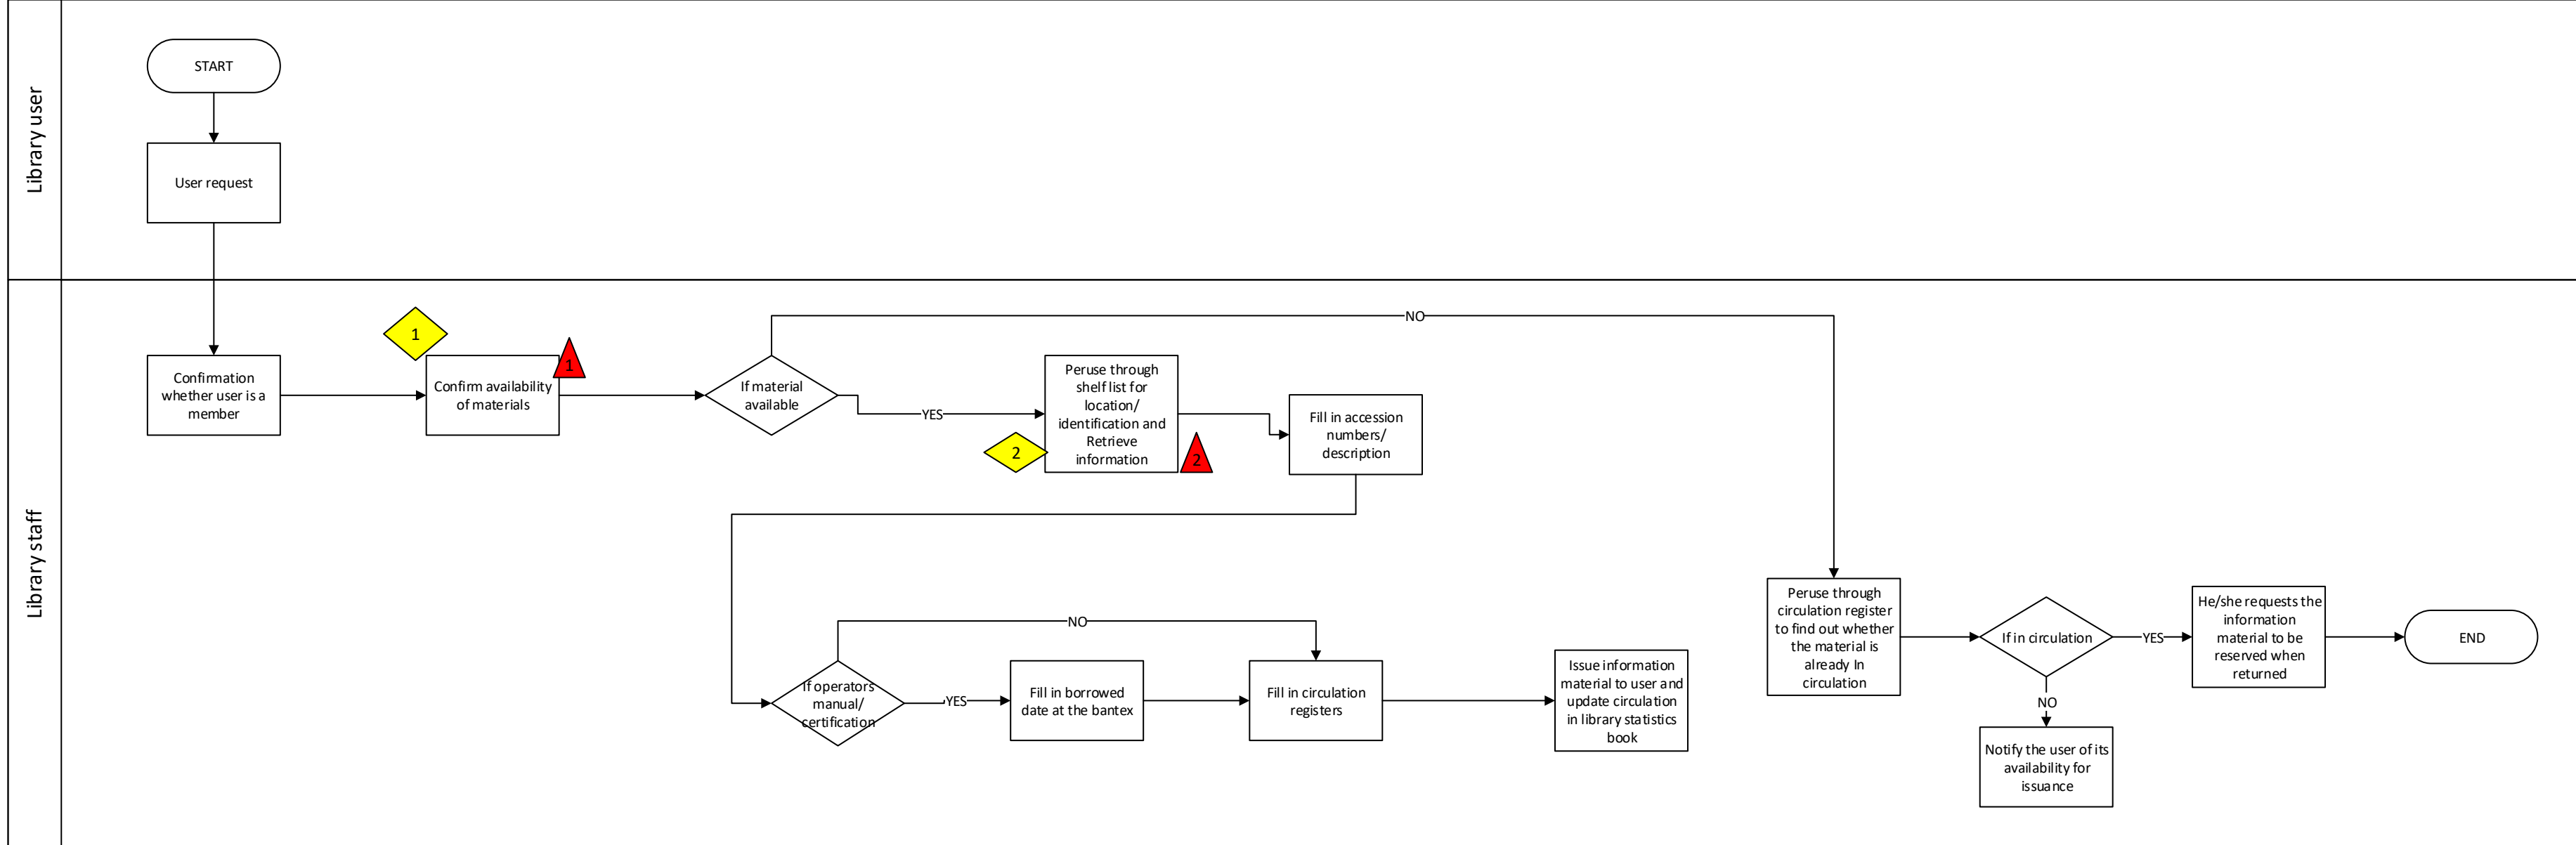 Library user
START
User request
Library staff
Confirmation
whether user is a
member
1
Confirm availability
of materials
1
If material
available
NO
YES
Peruse through
shelf list for
location/
identification and
Retrieve
information
2
2
Fill in accession
numbers/
description
If operators
manual/
certification
NO
YES
Fill in borrowed
date at the bantex
Fill in circulation
registers
Issue information
material to user and
update circulation
in library statistics
book
Peruse through
circulation register
to find out whether
the material is
already In
circulation
If in circulation
YES
He/she requests the
information
material to be
reserved when
returned
END
NO
Notify the user of its
availability for
issuance